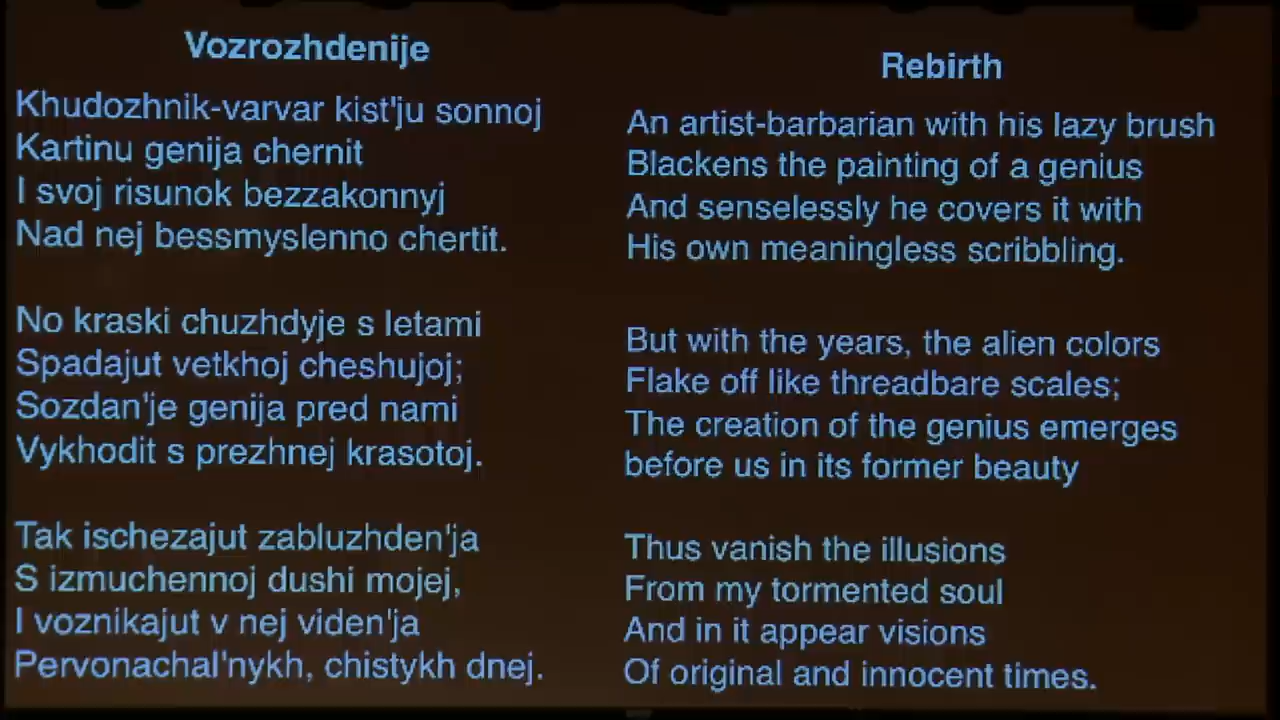 Vozrozhdenije
Khudozhnik-varvar kist'ju sonnoj
Kartinu genija chernit
I svoj risunok bezzakonnyj
Nad nej bessmyslenno chertit.
No kraski chuzhdyje s letami
Spadajut vetkhoj cheshujoj;
Sozdan'je genija pred nami
Vykhodit s prezhnej krasotoj.
Tak ischezajut zabluzhden'ja
S izmuchennoj dushi mojej,
I voznikajut v nej viden'ja
Pervonachal'nykh, chistykh dnej.
Rebirth
An artist-barbarian with his lazy brush
Blackens the painting of a genius
And senselessly he covers it with
His own meaningless scribbling.
But with the years, the alien colors
Flake off like threadbare scales;
The creation of the genius emerges
before us in its former beauty
Thus vanish the illusions
From my tormented soul
And in it appear visions
Of original and innocent times.